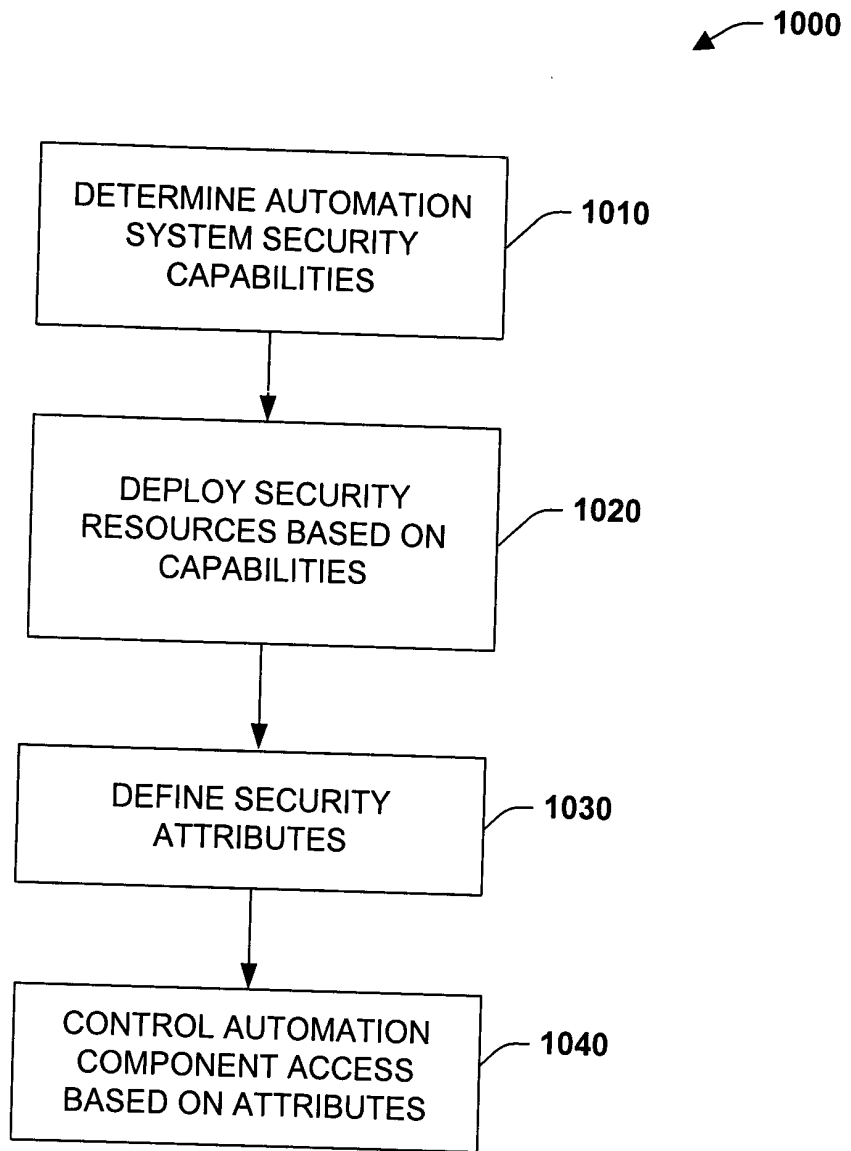 1000
DETERMINE AUTOMATION
SYSTEM SECURITY
CAPABILITIES
1010
DEPLOY SECURITY
RESOURCES BASED ON
CAPABILITIES
1020
DEFINE SECURITY
ATTRIBUTES
1030
CONTROL AUTOMATION
COMPONENT ACCESS
BASED ON ATTRIBUTES
1040